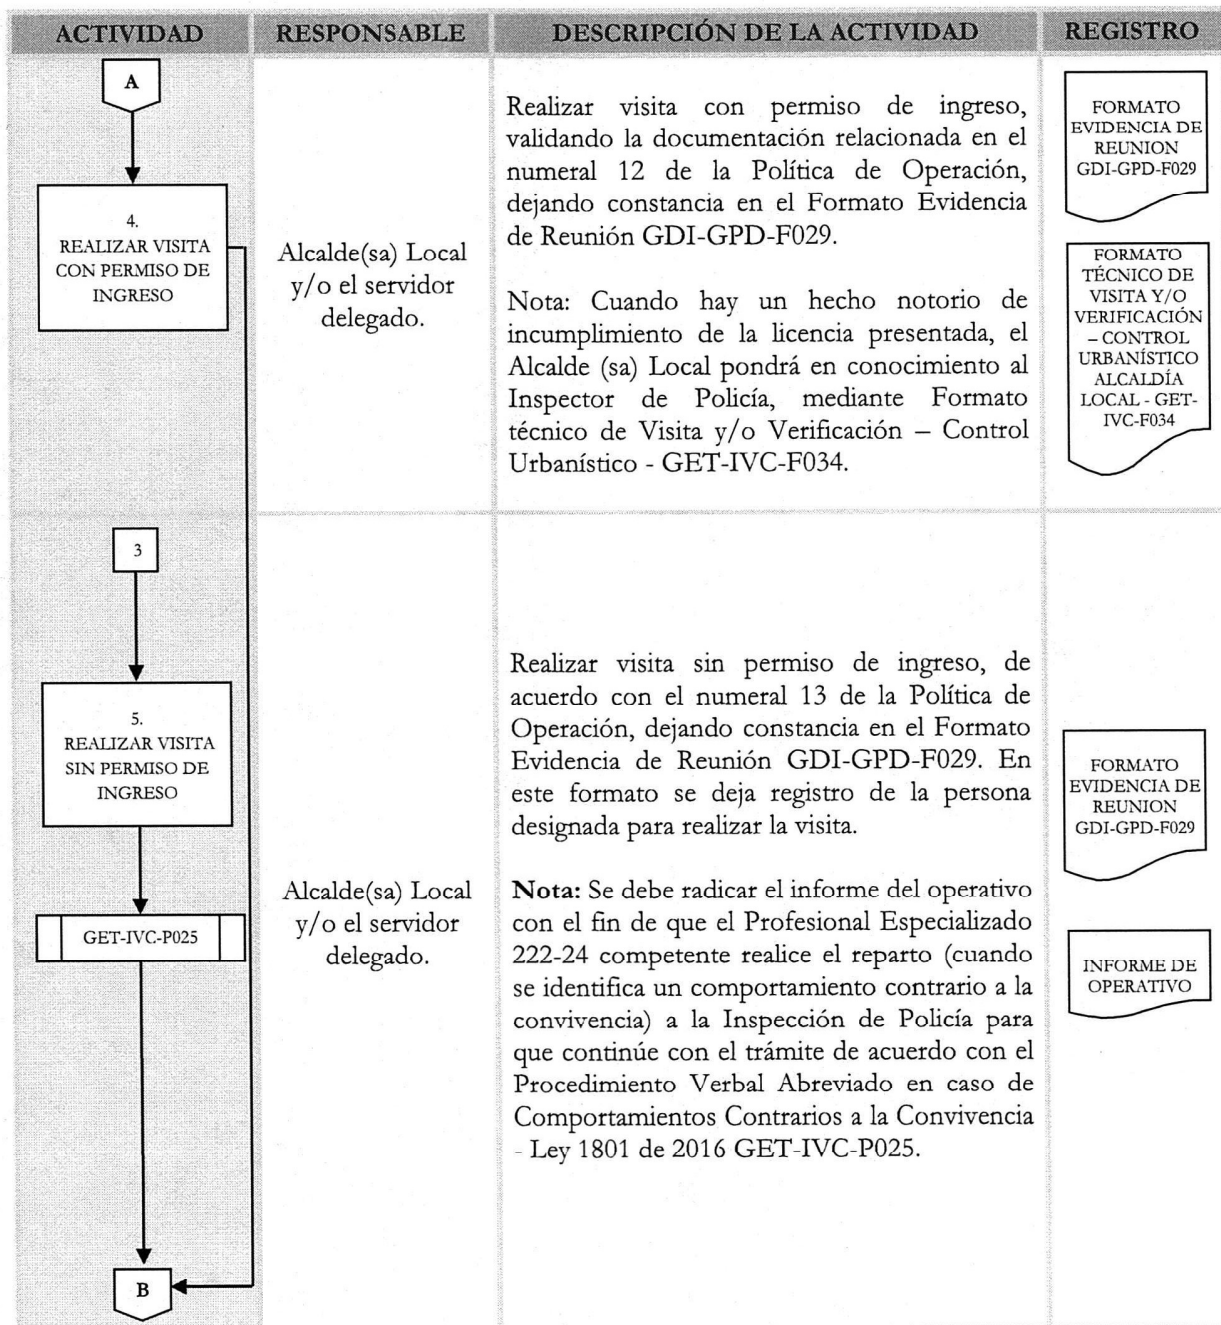 ACTIVIDAD RESPONSABLE DESCRIPCIÓN DE LA ACTIVIDAD REGISTRO
A
4.
REALIZAR VISITA
CON PERMISO DE
INGRESO
Alcalde(sa) Local
y/o el servidor
delegado.
Realizar visita con permiso de ingreso,
validando la documentación relacionada en el
numeral 12 de la Política de Operación,
dejando constancia en el Formato Evidencia
de Reunión GDI-GPD-F029.
Nota: Cuando hay un hecho notorio de
incumplimiento de la licencia presentada, el
Alcalde (sa) Local pondrá en conocimiento al
Inspector de Policía, mediante Formato
técnico de Visita y/o Verificación – Control
Urbanístico - GET-IVC-F034.
FORMATO
EVIDENCIA DE
REUNION
GDI-GPD-F029
FORMATO
TÉCNICO DE
VISITA Y/O
VERIFICACIÓN
– CONTROL
URBANÍSTICO
ALCALDÍA
LOCAL - GET-
IVC-F034
3
5.
REALIZAR VISITA
SIN PERMISO DE
INGRESO
GET-IVC-P025
B
Alcalde(sa) Local
y/o el servidor
delegado.
Realizar visita sin permiso de ingreso, de
acuerdo con el numeral 13 de la Política de
Operación, dejando constancia en el Formato
Evidencia de Reunión GDI-GPD-F029. En
este formato se deja registro de la persona
designada para realizar la visita.
Nota: Se debe radicar el informe del operativo
con el fin de que el Profesional Especializado
222-24 competente realice el reparto (cuando
se identifica un comportamiento contrario a la
convivencia) a la Inspección de Policía para
que continúe con el trámite de acuerdo con el
Procedimiento Verbal Abreviado en caso de
Comportamientos Contrarios a la Convivencia
- Ley 1801 de 2016 GET-IVC-P025.
FORMATO
EVIDENCIA DE
REUNION
GDI-GPD-F029
INFORME DE
OPERATIVO